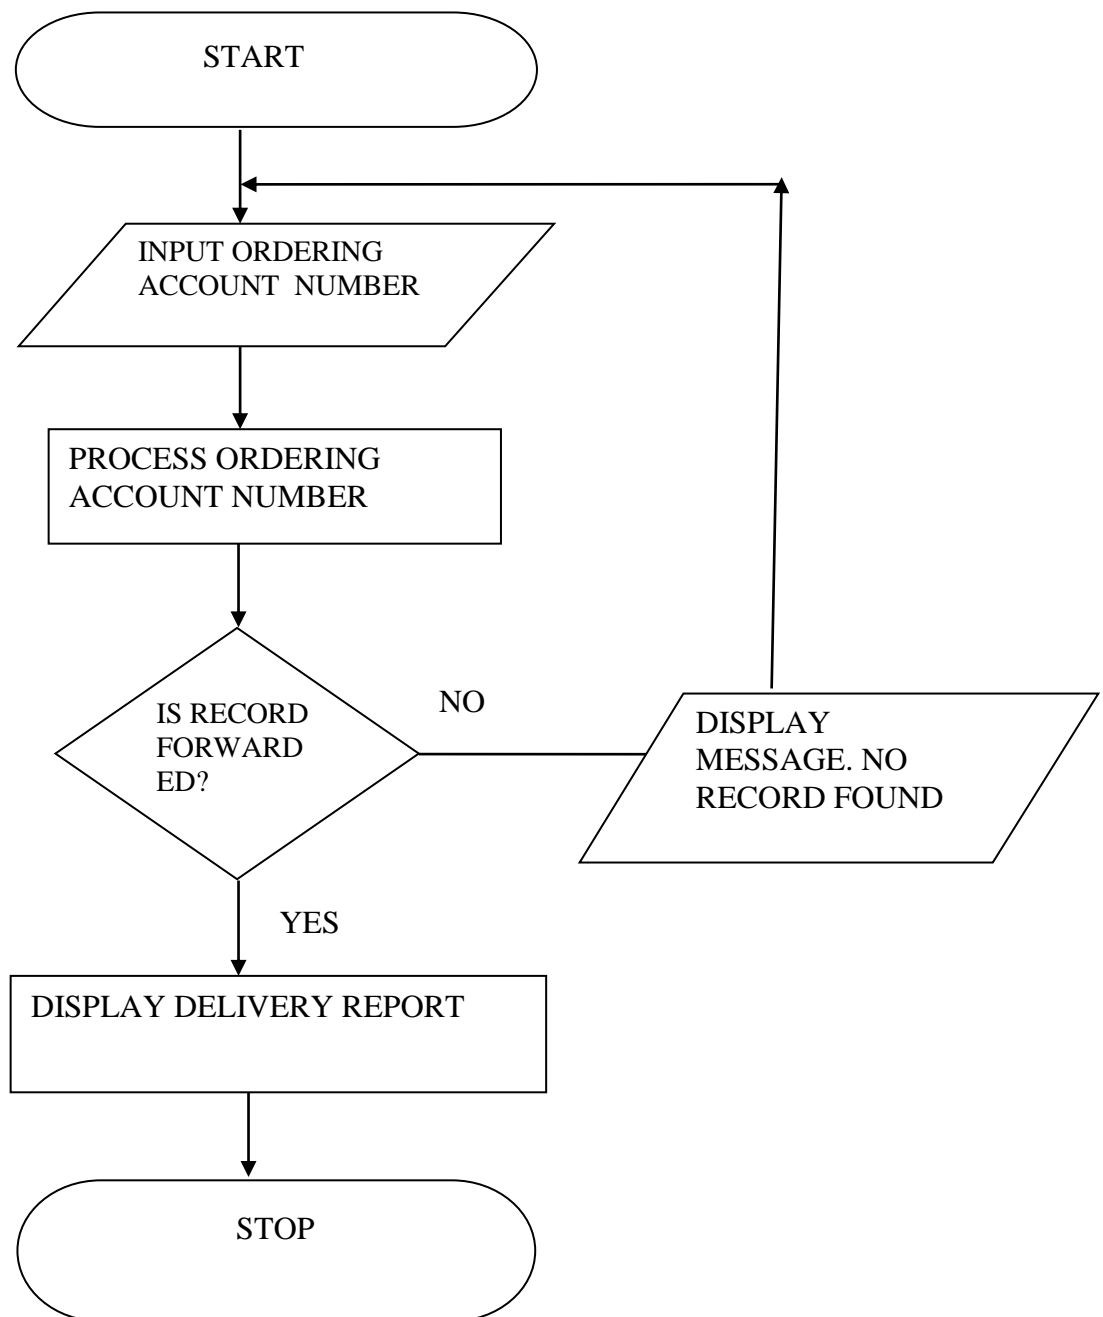 START
INPUT ORDERING
ACCOUNT NUMBER
PROCESS ORDERING
ACCOUNT NUMBER
IS RECORD
FORWARD
ED?
NO
DISPLAY
MESSAGE. NO
RECORD FOUND
YES
DISPLAY DELIVERY REPORT
STOP